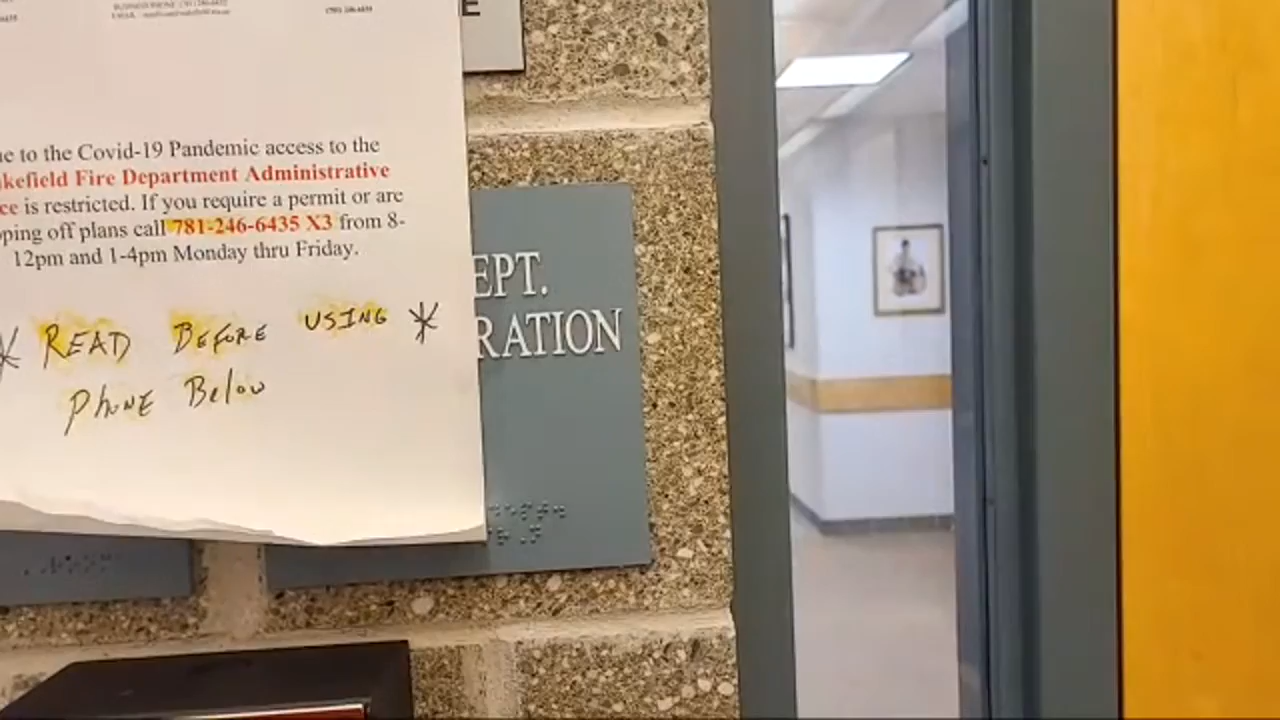 E
ue to the Covid-19 Pandemic access to the
kefield Fire Department Administrative
ce is restricted. If you require a permit or are
ping off plans call 781-246-6435 X3 from 8-
12pm and 1-4pm Monday thru Friday.
* READ BEFORE USING *
PHONE Below
EPT.
RATION